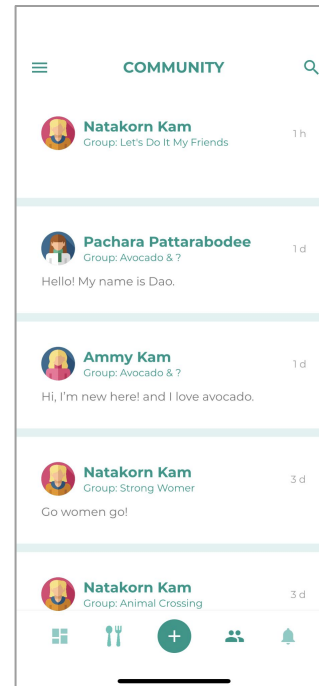 COMMUNITY
Natakorn Kam
1 h
Group: Let's Do It My Friends
Pachara Pattarabodee
1 d
Group: Avocado & ?
Hello! My name is Dao.
Ammy Kam
1 d
Group: Avocado & ?
Hi, I'm new here! and I love avocado.
Natakorn Kam
3 d
Group: Strong Womer
Go women go!
Natakorn Kam
3 d
Group: Animal Crossing